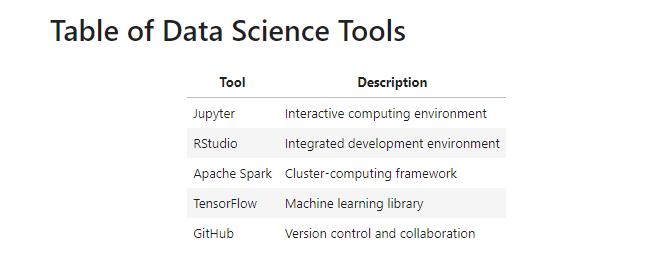 Table of Data Science Tools
Tool Description
Jupyter Interactive computing environment
RStudio Integrated development environment
Apache Spark Cluster-computing framework
TensorFlow Machine learning library
GitHub Version control and collaboration